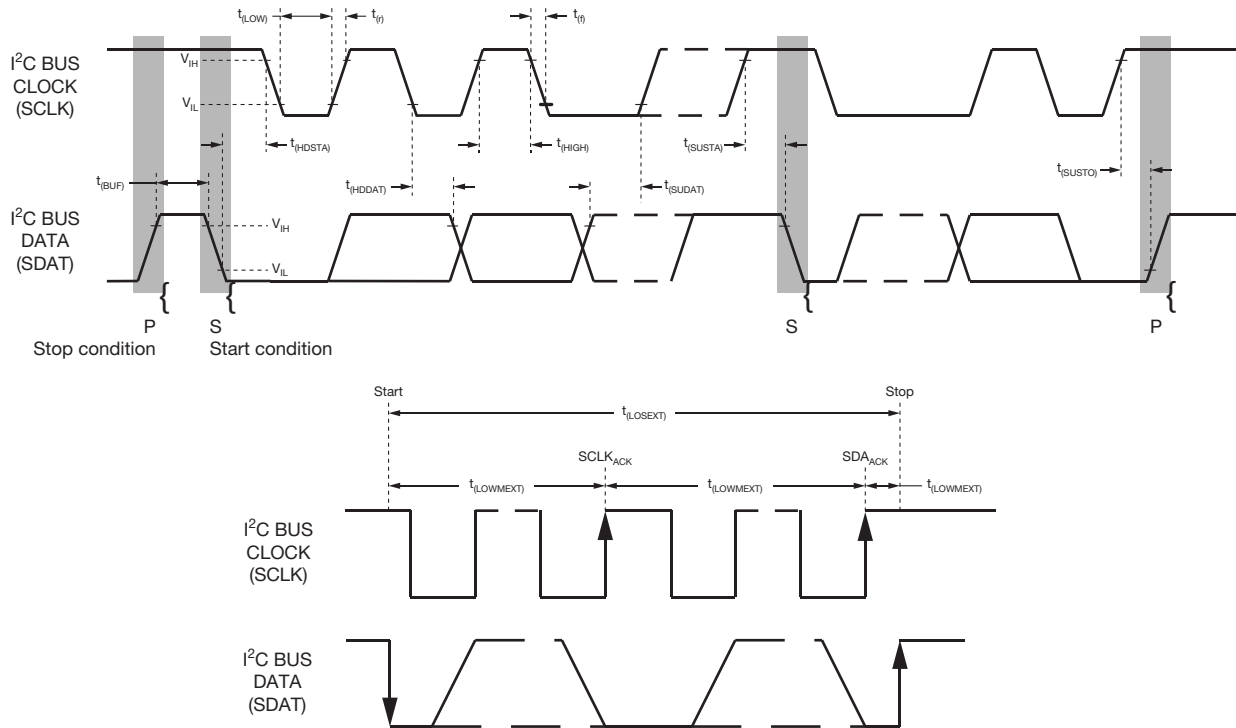 t(LOW)
t(r)
t(f)
I²C BUS
CLOCK
(SCLK)
VIH
VIL
t(HDSTA)
t(HIGH)
t(SUSTA)
t(SUSTO)
t(BUF)
t(HDDAT)
t(SUDAT)
I²C BUS
DATA
(SDAT)
VIH
VIL
{ { { {
P S S P
Stop condition Start condition
Start Stop
t(LOSEXT)
SCLKACK SDAACK
t(LOWMEXT) t(LOWMEXT) t(LOWMEXT)
I²C BUS
CLOCK
(SCLK)
I²C BUS
DATA
(SDAT)